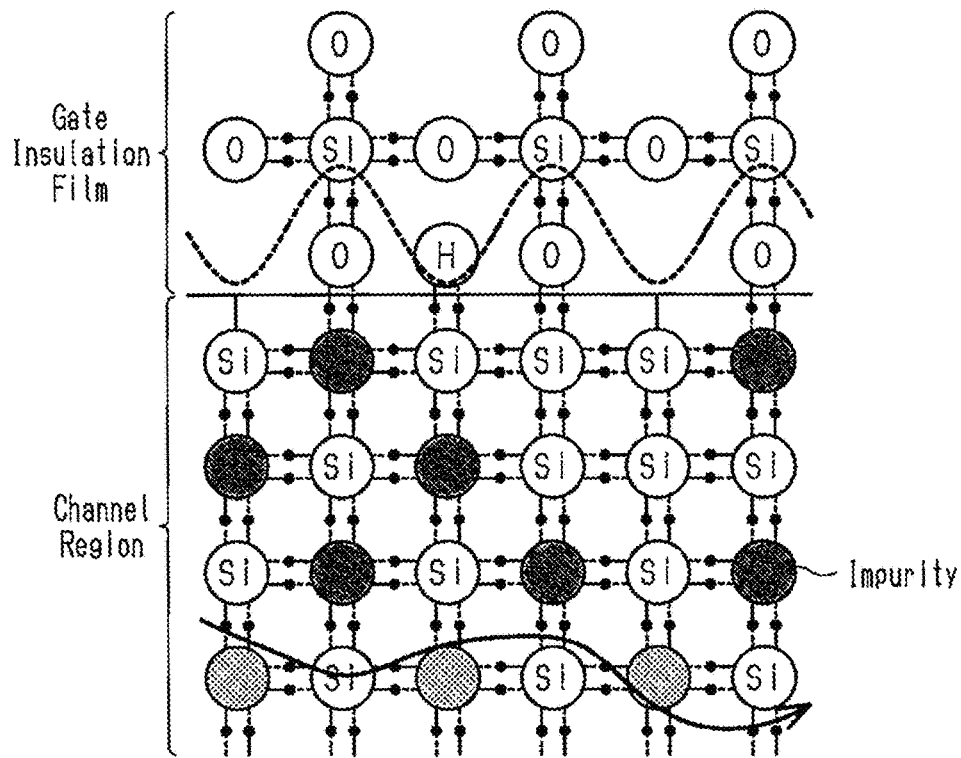 O O O
Gate
Insulation
Film
O Si O Si O Si
O H O O
Si Si Si Si
Si Si Si Si
Channel
Region
Si Si Si
Impurity
Si Si Si